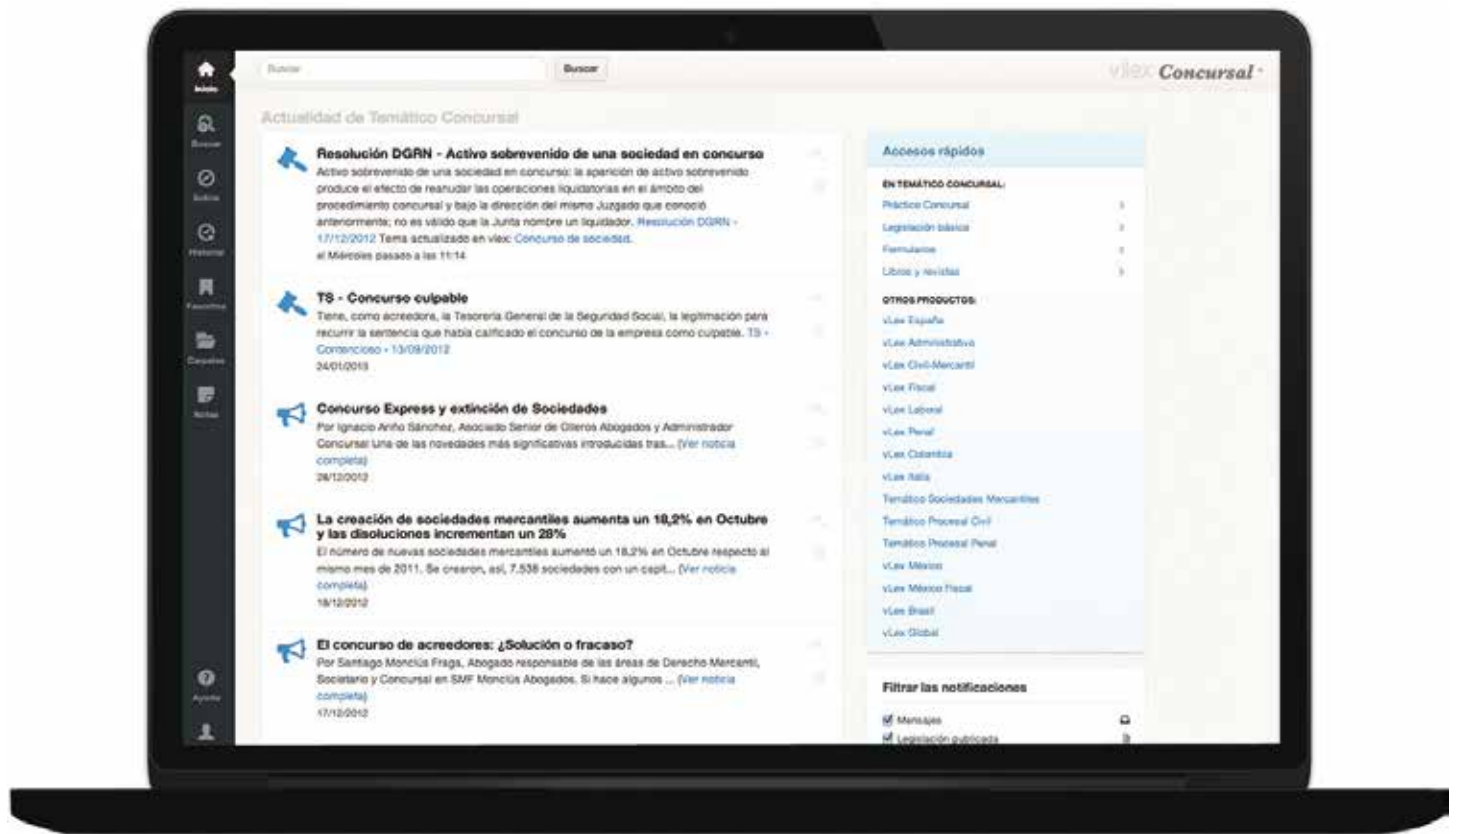 Inicio
Buscar
Historial
Favoritos
Carpetas
Notas
Ayuda
Buscar
Buscar
vlex Concursal
Actualidad de Temático Concursal
Resolución DGRN - Activo sobrevenido de una sociedad en concurso
Activo sobrevenido de una sociedad en concurso: la aparición de activo sobrevenido
produce el efecto de reanudar las operaciones liquidatorias en el ámbito del
procedimiento concursal y bajo la dirección del mismo Juzgado que conoció
anteriormente; no es válido que la Junta nombre un liquidador. Resolución DGRN -
17/12/2012 Tema actualizado en vlex: Concurso de sociedad.
el Miércoles pasado a las 11:14
TS - Concurso culpable
Tiene, como acreedora, la Tesorería General de la Seguridad Social, la legitimación para
recurrir la sentencia que había calificado el concurso de la empresa como culpable. TS -
Contencioso - 13/09/2012
24/01/2013
Concurso Express y extinción de Sociedades
Por Ignacio Ariño Sánchez, Asociado Senior de Olleros Abogados y Administrador
Concursal Una de las novedades más significativas introducidas tras... (Ver noticia
completa)
28/12/2012
La creación de sociedades mercantiles aumenta un 18,2% en Octubre
y las disoluciones incrementan un 28%
El número de nuevas sociedades mercantiles aumentó un 18,2% en Octubre respecto al
mismo mes de 2011. Se crearon, así, 7.538 sociedades con un capit... (Ver noticia
completa)
18/12/2012
El concurso de acreedores: ¿Solución o fracaso?
Por Santiago Monclús Fraga, Abogado responsable de las áreas de Derecho Mercantil,
Societario y Concursal en SMF Monclús Abogados. Si hace algunos ... (Ver noticia
completa)
17/12/2012
Accesos rápidos
EN TEMÁTICO CONCURSAL:
Práctico Concursal
Legislación básica
Formularios
Libros y revistas
OTROS PRODUCTOS:
vLex España
vLex Administrativo
vLex Civil-Mercantil
vLex Fiscal
vLex Laboral
vLex Penal
vLex Colombia
vLex Italia
Temático Sociedades Mercantiles
Temático Procesal Civil
Temático Procesal Penal
vLex México
vLex México Fiscal
vLex Brasil
vLex Global
Filtrar las notificaciones
Mensajes
Legislación publicada